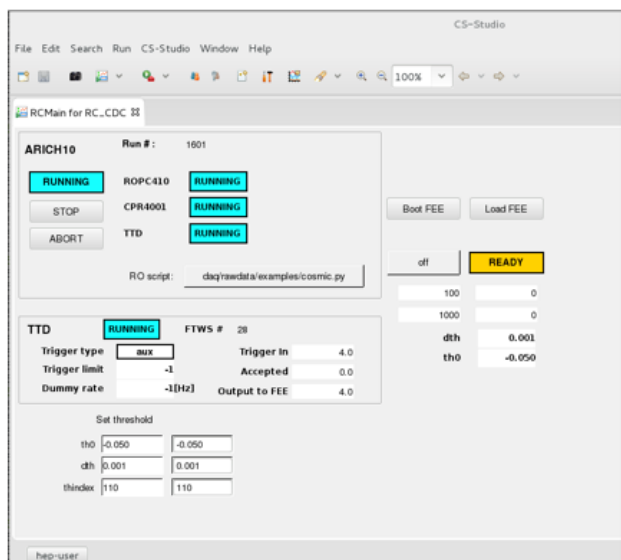 CS-Studio
File Edit Search Run CS-Studio Window Help
100%
RCMain for RC_CDC
ARICH10 Run # : 1601
RUNNING ROPC410 RUNNING
STOP CPR4001 RUNNING
ABORT TTD RUNNING
RO script: daq/rawdata/examples/cosmic.py
Boot FEE Load FEE
off READY
100 0
1000 0
dth 0.001
th0 -0.050
TTD RUNNING FTWS # 28
Trigger type aux Trigger In 4.0
Trigger limit -1 Accepted 0.0
Dummy rate -1[Hz] Output to FEE 4.0
Set threshold
th0 -0.050 -0.050
dth 0.001 0.001
thindex 110 110
hep-user